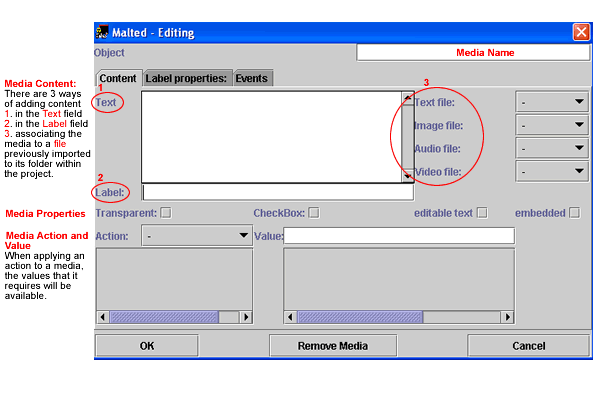 Malted - Editing
Object
Media Name
Content
Label properties:
Events
Media Content:
There are 3 ways
of adding content
1. in the Text field
2. in the Label field
3. associating the
media to a file
previously imported
to its folder within
the project.
1
Text
3
Text file:
-
Image file:
-
Audio file:
-
Video file:
-
2
Label:
Media Properties
Transparent:
CheckBox:
editable text
embedded
Media Action and
Value
When applying an
action to a media,
the values that it
requires will be
available.
Action:
-
Value:
OK
Remove Media
Cancel